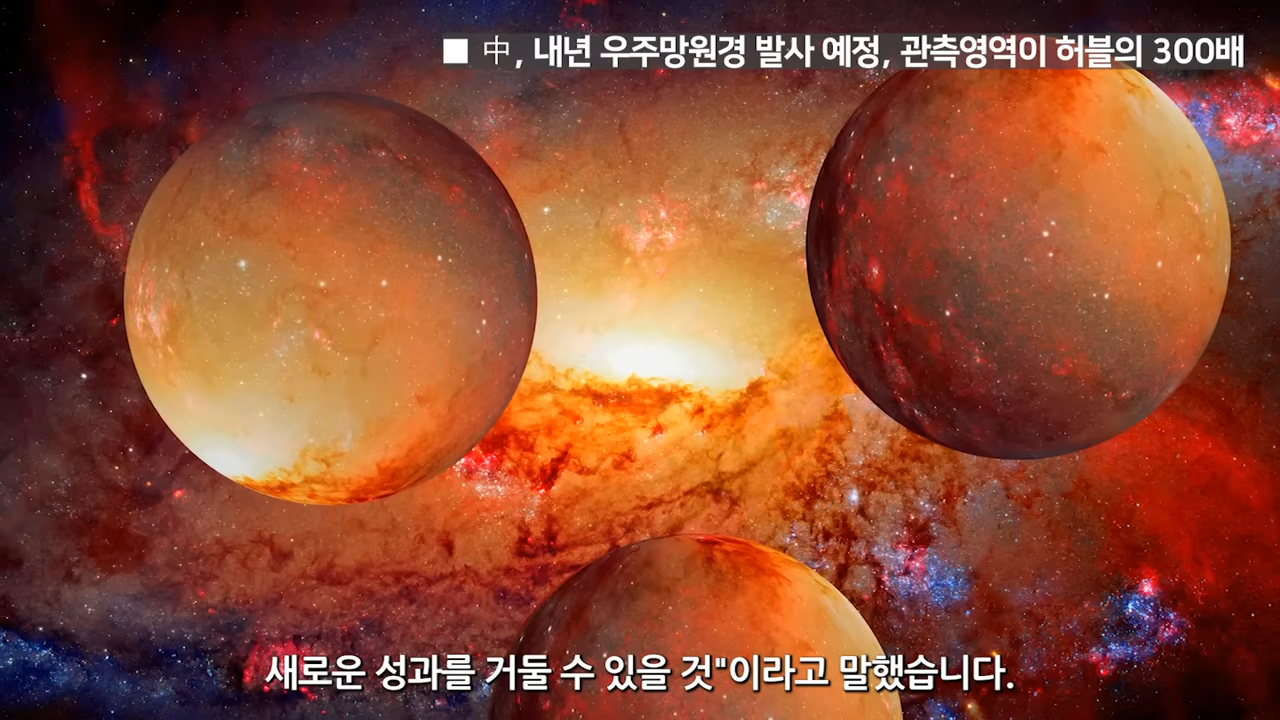 ■ 中, 내년 우주망원경 발사 예정, 관측영역이 허블의 300배
새로운 성과를 거둘 수 있을 것"이라고 말했습니다.